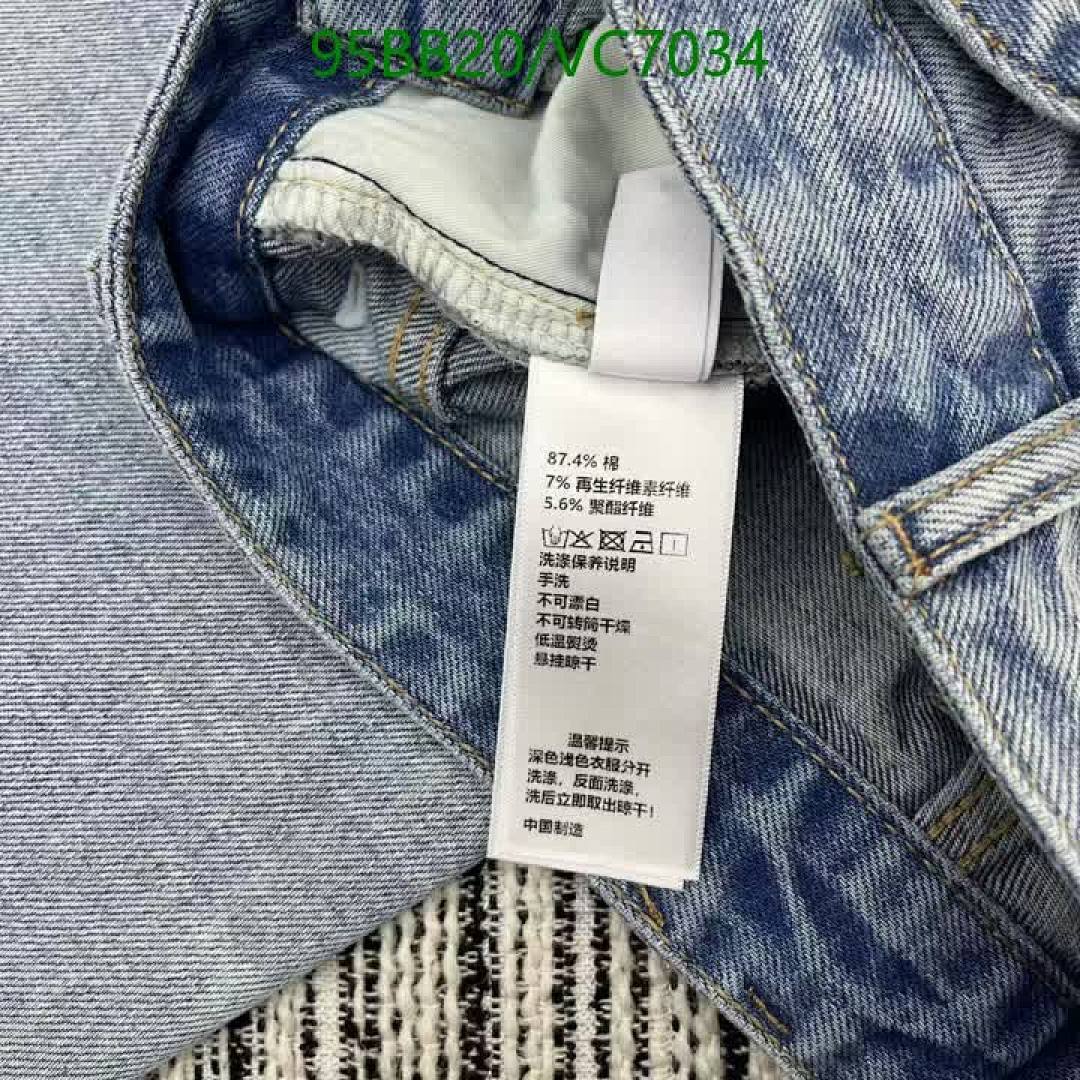 95BB20/VC7034
87.4% 棉
7% 再生纤维素纤维
5.6% 聚酯纤维
洗涤保养说明
手洗
不可漂白
不可转筒干燥
低温熨烫
悬挂晾干
温馨提示
深色浅色衣服分开
洗涤，反面洗涤，
洗后立即取出晾干！
中国制造